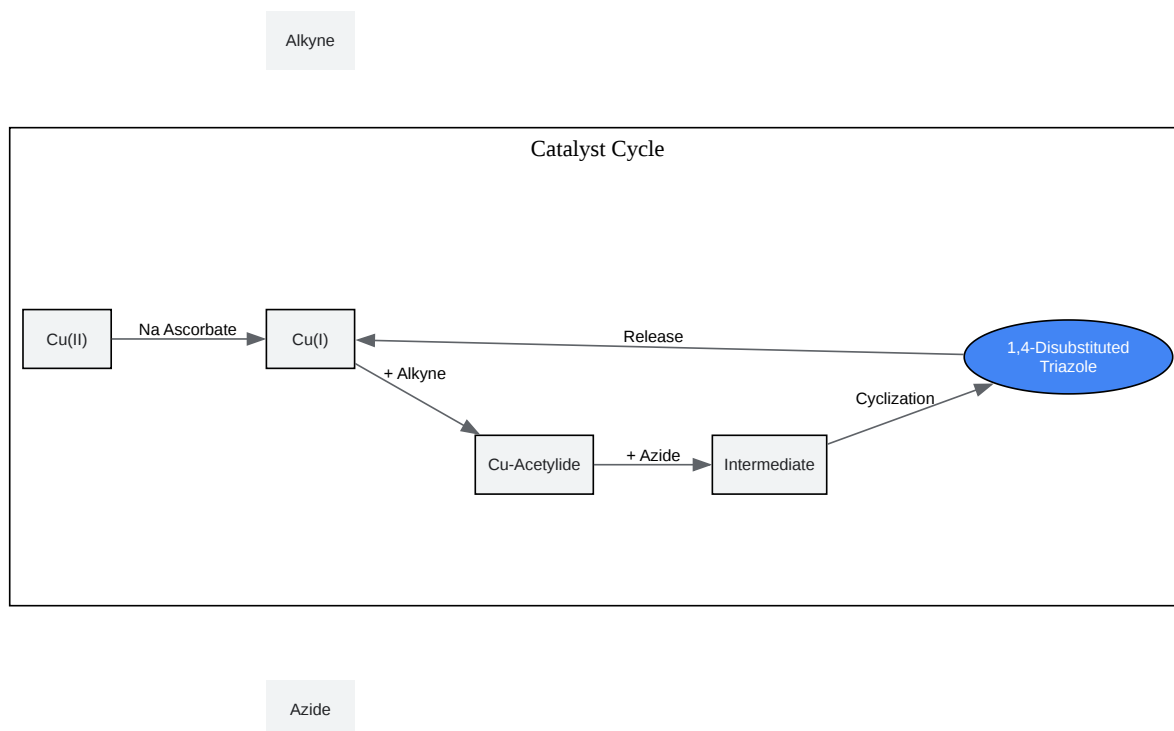 Alkyne
Catalyst Cycle
Cu(II)
Na Ascorbate
Cu(I)
Release
1,4-Disubstituted
Triazole
+ Alkyne
Cyclization
Cu-Acetylide
+ Azide
Intermediate
Azide